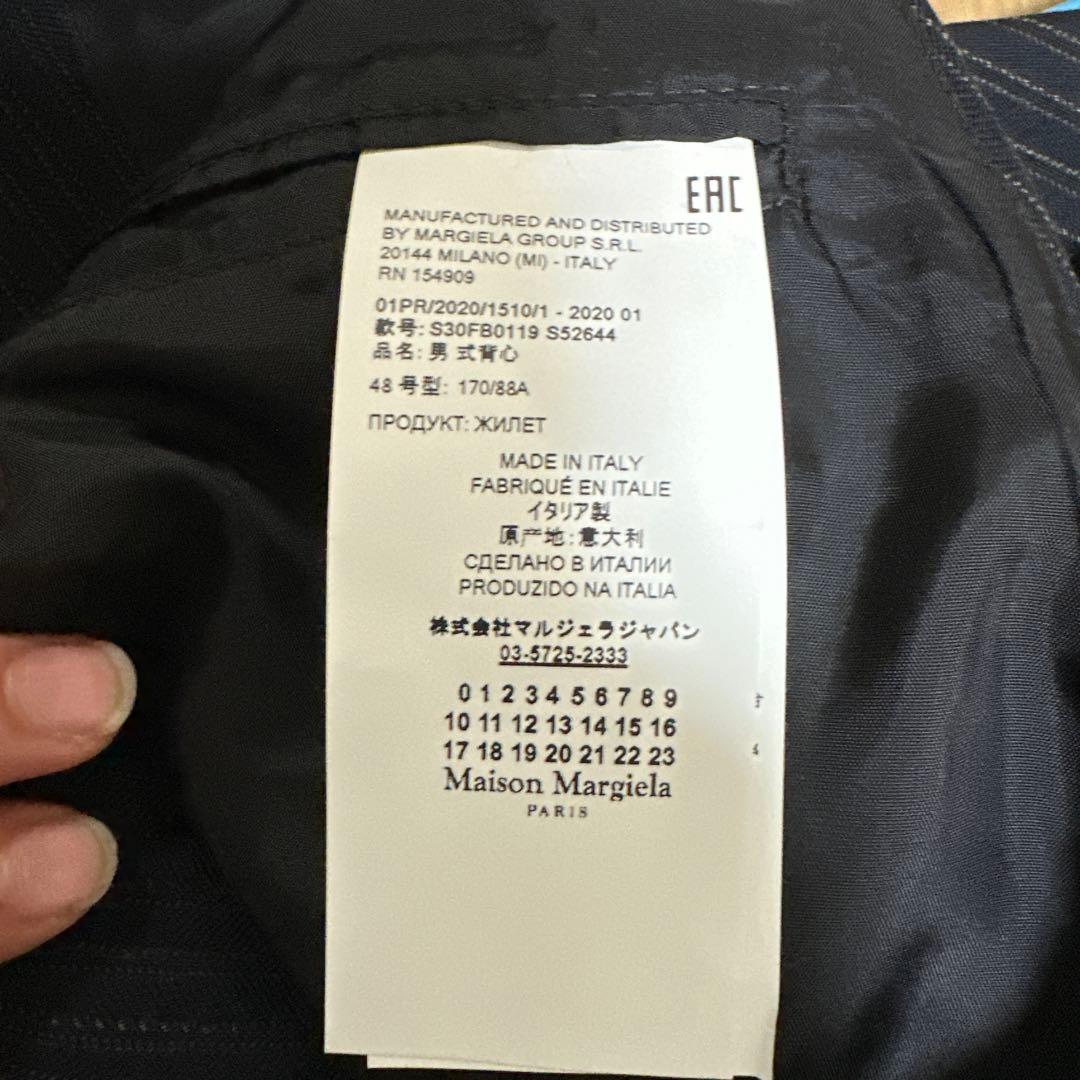 EAC
MANUFACTURED AND DISTRIBUTED
BY MARGIELA GROUP S.R.L.
20144 MILANO (MI) - ITALY
RN 154909
01PR/2020/1510/1 - 2020 01
款号: S30FB0119 S52644
品名: 男 式背心
48 号型: 170/88A
ПРОДУКТ: ЖИЛЕТ
MADE IN ITALY
FABRIQUÉ EN ITALIE
イタリア製
原产地: 意大利
СДЕЛАНО В ИТАЛИИ
PRODUZIDO NA ITALIA
株式会社マルジェラジャパン
03-5725-2333
0 1 2 3 4 5 6 7 8 9
10 11 12 13 14 15 16
17 18 19 20 21 22 23
Maison Margiela
PARIS